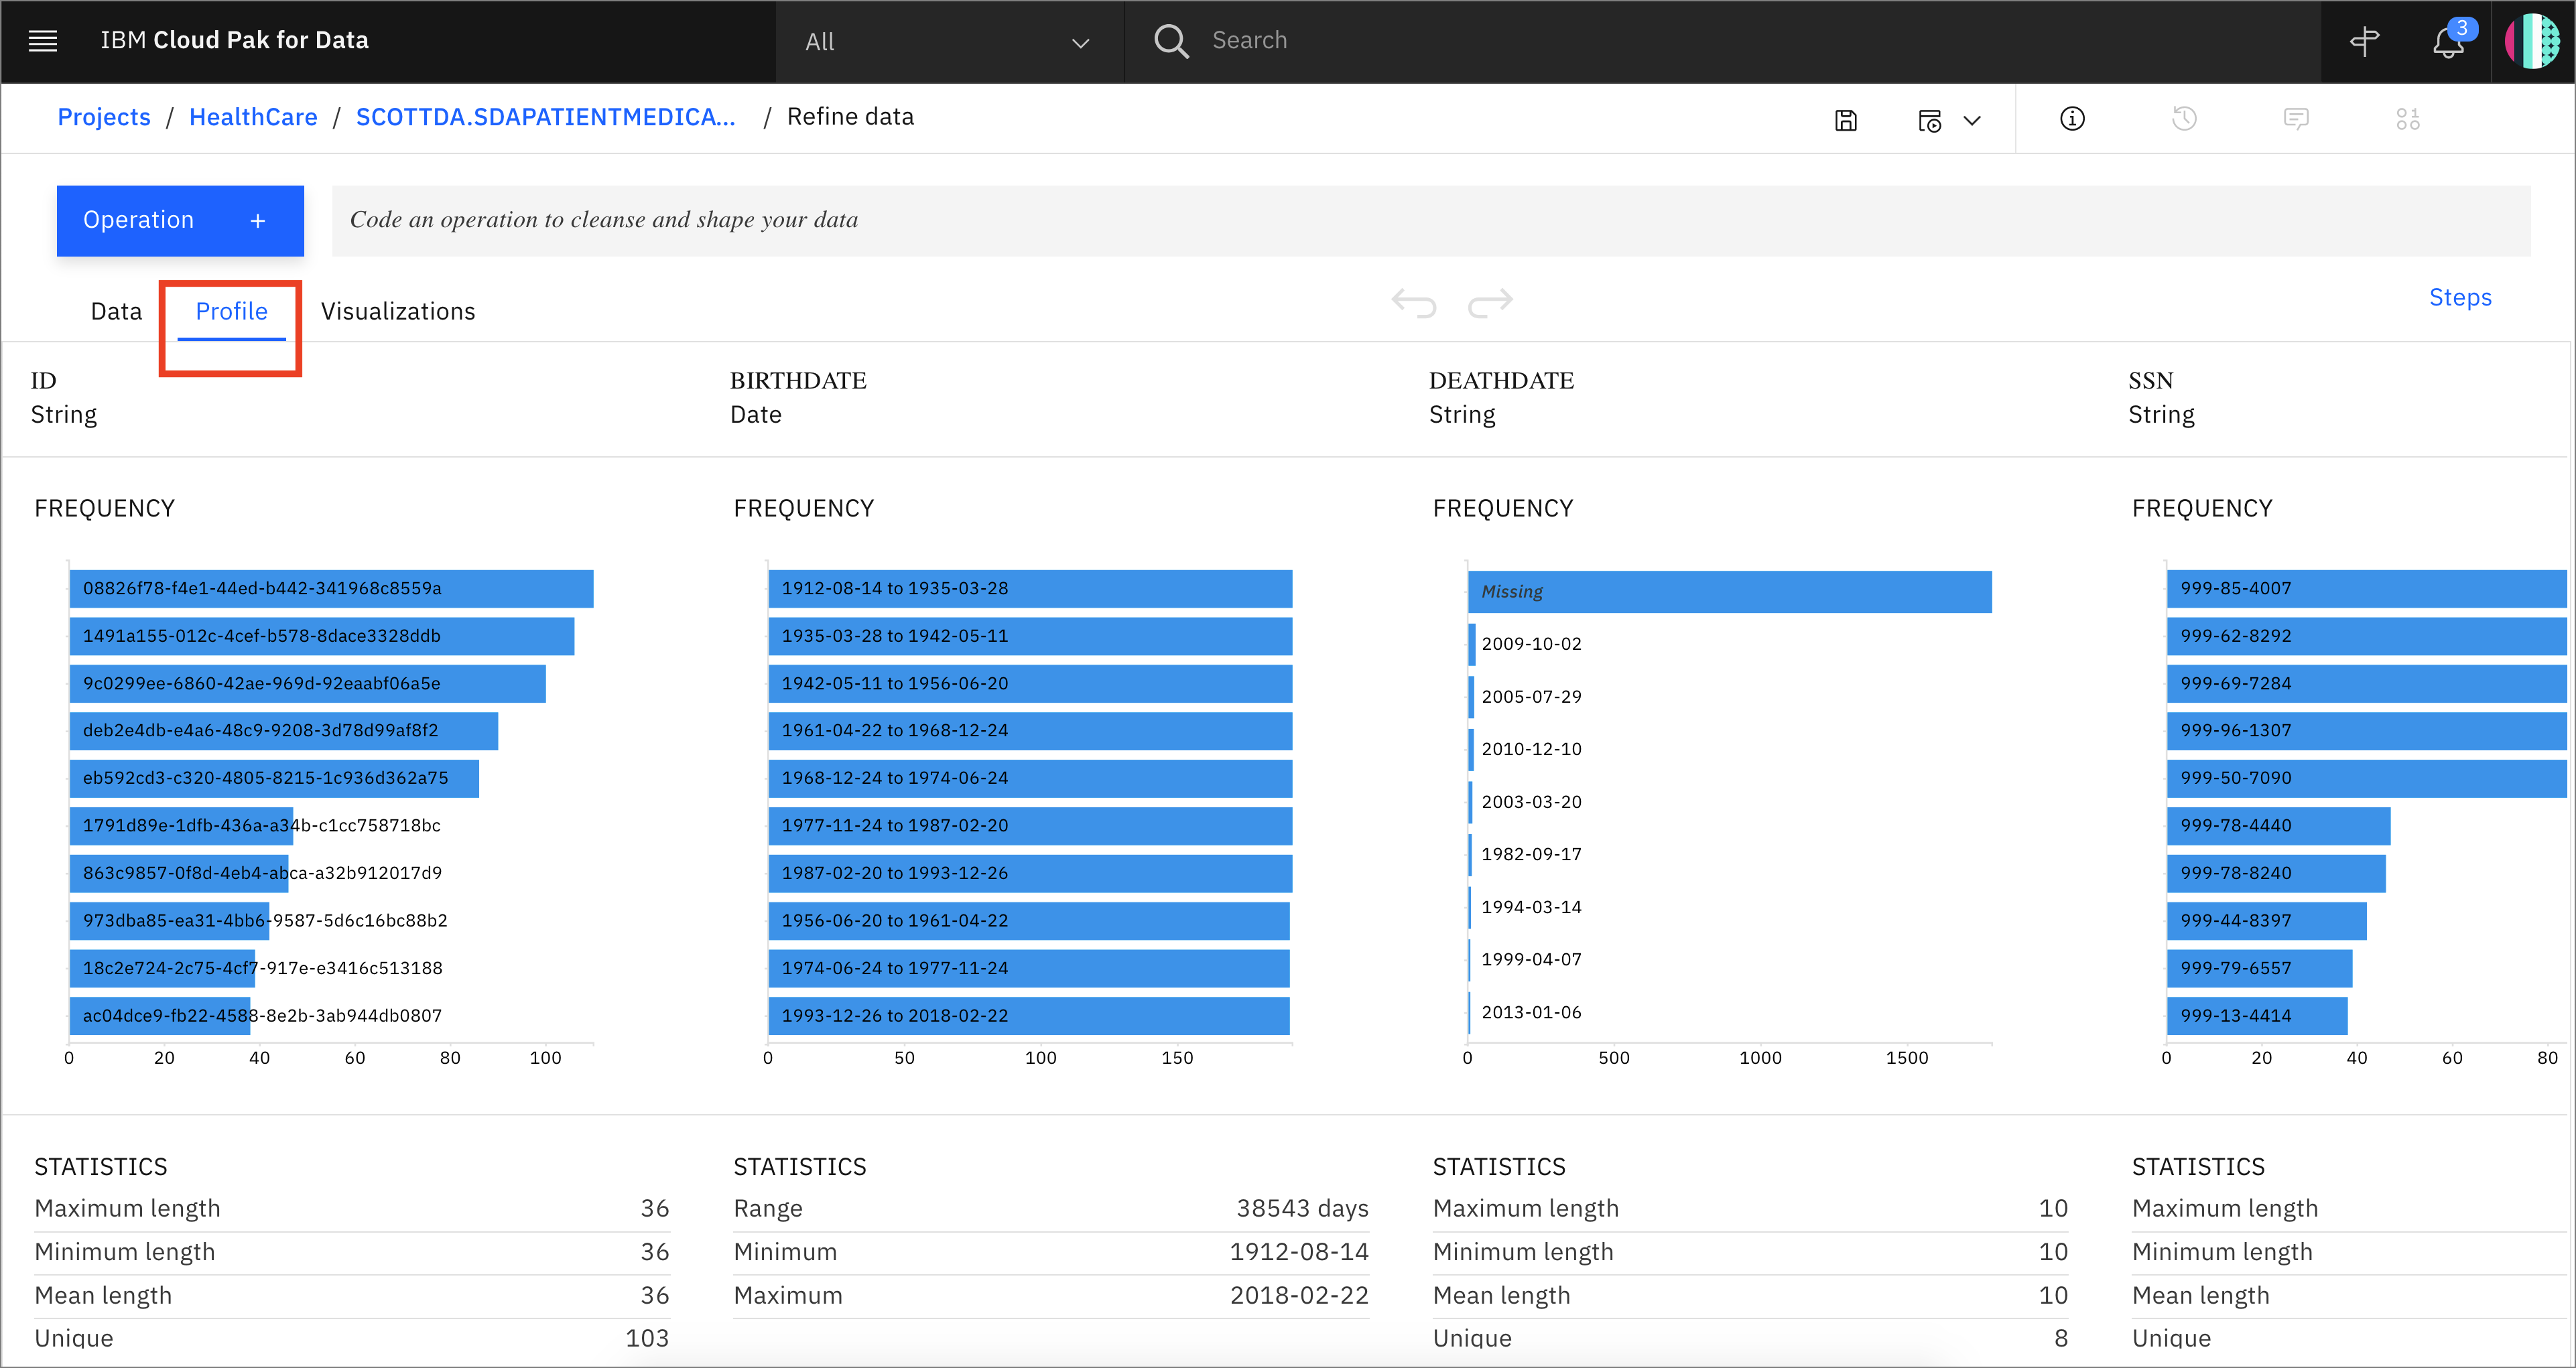 IBM Cloud Pak for Data
All
Search
3
Projects / HealthCare / SCOTTDA.SDAPATIENTMEDICA... / Refine data
Operation +
Code an operation to cleanse and shape your data
Data
Profile
Visualizations
Steps
ID
String
BIRTHDATE
Date
DEATHDATE
String
SSN
String
FREQUENCY
08826f78-f4e1-44ed-b442-341968c8559a
1491a155-012c-4cef-b578-8dace3328ddb
9c0299ee-6860-42ae-969d-92eaabf06a5e
deb2e4db-e4a6-48c9-9208-3d78d99af8f2
eb592cd3-c320-4805-8215-1c936d362a75
1791d89e-1dfb-436a-a34b-c1cc758718bc
863c9857-0f8d-4eb4-abca-a32b912017d9
973dba85-ea31-4bb6-9587-5d6c16bc88b2
18c2e724-2c75-4cf7-917e-e3416c513188
ac04dce9-fb22-4588-8e2b-3ab944db0807
0 20 40 60 80 100
FREQUENCY
1912-08-14 to 1935-03-28
1935-03-28 to 1942-05-11
1942-05-11 to 1956-06-20
1961-04-22 to 1968-12-24
1968-12-24 to 1974-06-24
1977-11-24 to 1987-02-20
1987-02-20 to 1993-12-26
1956-06-20 to 1961-04-22
1974-06-24 to 1977-11-24
1993-12-26 to 2018-02-22
0 50 100 150
FREQUENCY
Missing
2009-10-02
2005-07-29
2010-12-10
2003-03-20
1982-09-17
1994-03-14
1999-04-07
2013-01-06
0 500 1000 1500
FREQUENCY
999-85-4007
999-62-8292
999-69-7284
999-96-1307
999-50-7090
999-78-4440
999-78-8240
999-44-8397
999-79-6557
999-13-4414
0 20 40 60 80
STATISTICS
Maximum length 36
Minimum length 36
Mean length 36
Unique 103
STATISTICS
Range 38543 days
Minimum 1912-08-14
Maximum 2018-02-22
STATISTICS
Maximum length 10
Minimum length 10
Mean length 10
Unique 8
STATISTICS
Maximum length
Minimum length
Mean length
Unique